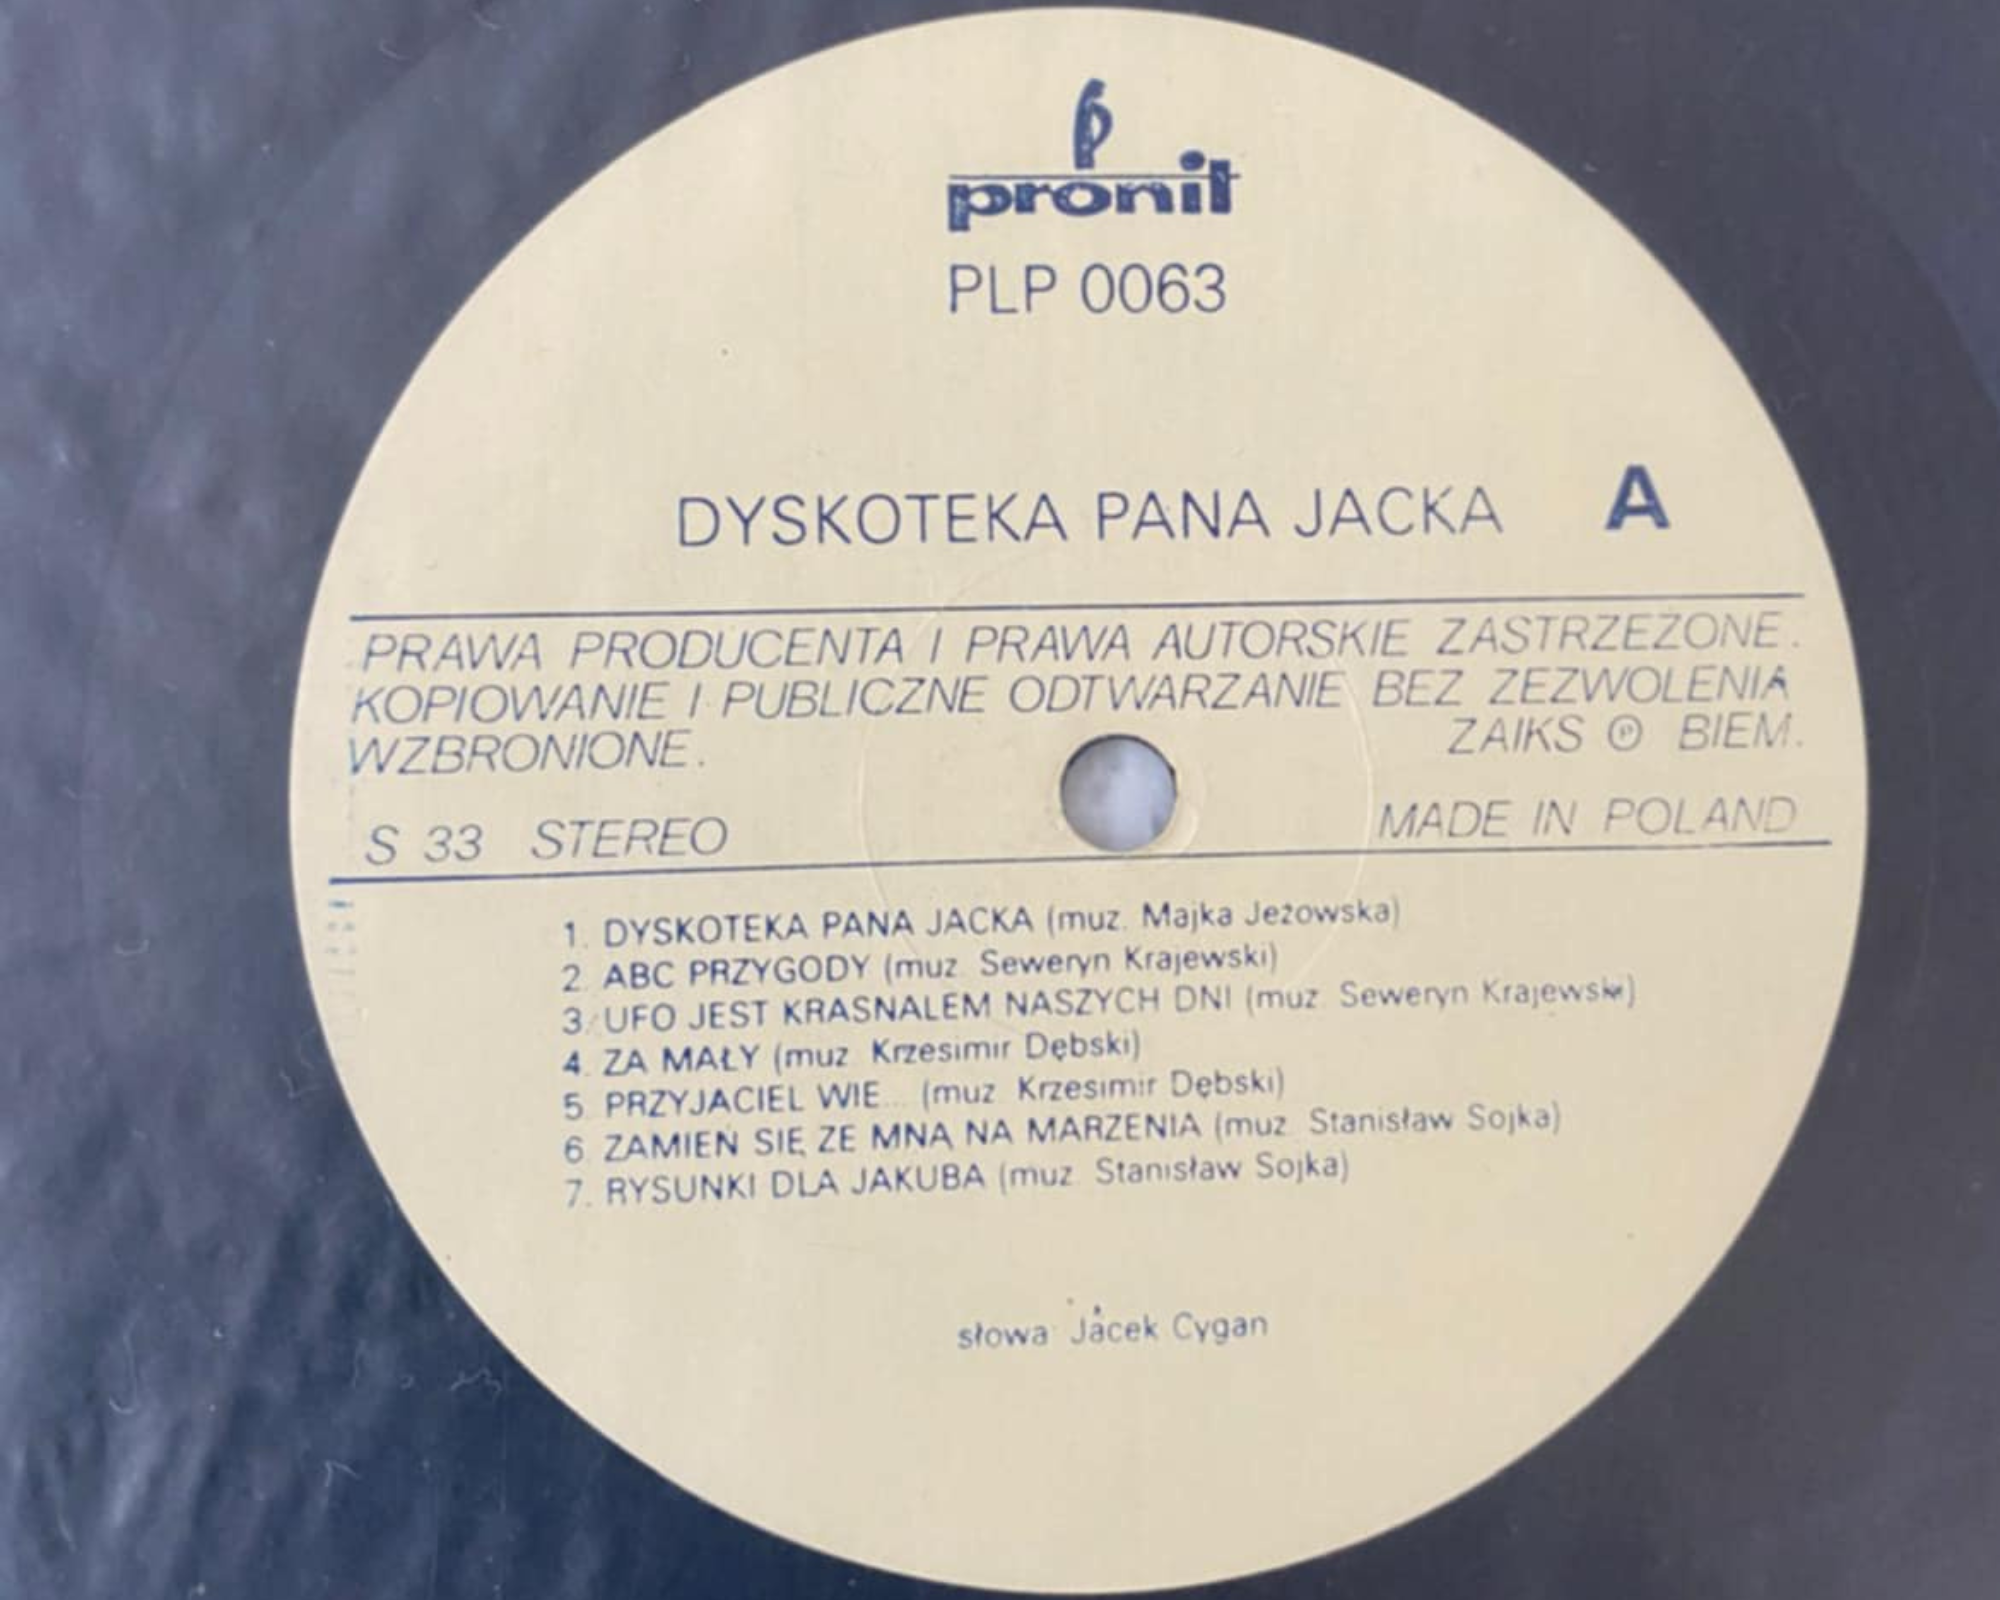 pronit
PLP 0063
DYSKOTEKA PANA JACKA A
PRAWA PRODUCENTA I PRAWA AUTORSKIE ZASTRZEŻONE.
KOPIOWANIE I PUBLICZNE ODTWARZANIE BEZ ZEZWOLENIA
WZBRONIONE. ZAIKS ℗ BIEM.
S 33 STEREO MADE IN POLAND
1. DYSKOTEKA PANA JACKA (muz. Majka Jeżowska)
2. ABC PRZYGODY (muz. Seweryn Krajewski)
3. UFO JEST KRASNALEM NASZYCH DNI (muz. Seweryn Krajewski)
4. ZA MAŁY (muz. Krzesimir Dębski)
5. PRZYJACIEL WIE... (muz. Krzesimir Dębski)
6. ZAMIEN SIĘ ZE MNĄ NA MARZENIA (muz. Stanisław Sojka)
7. RYSUNKI DLA JAKUBA (muz. Stanisław Sojka)
słowa Jacek Cygan